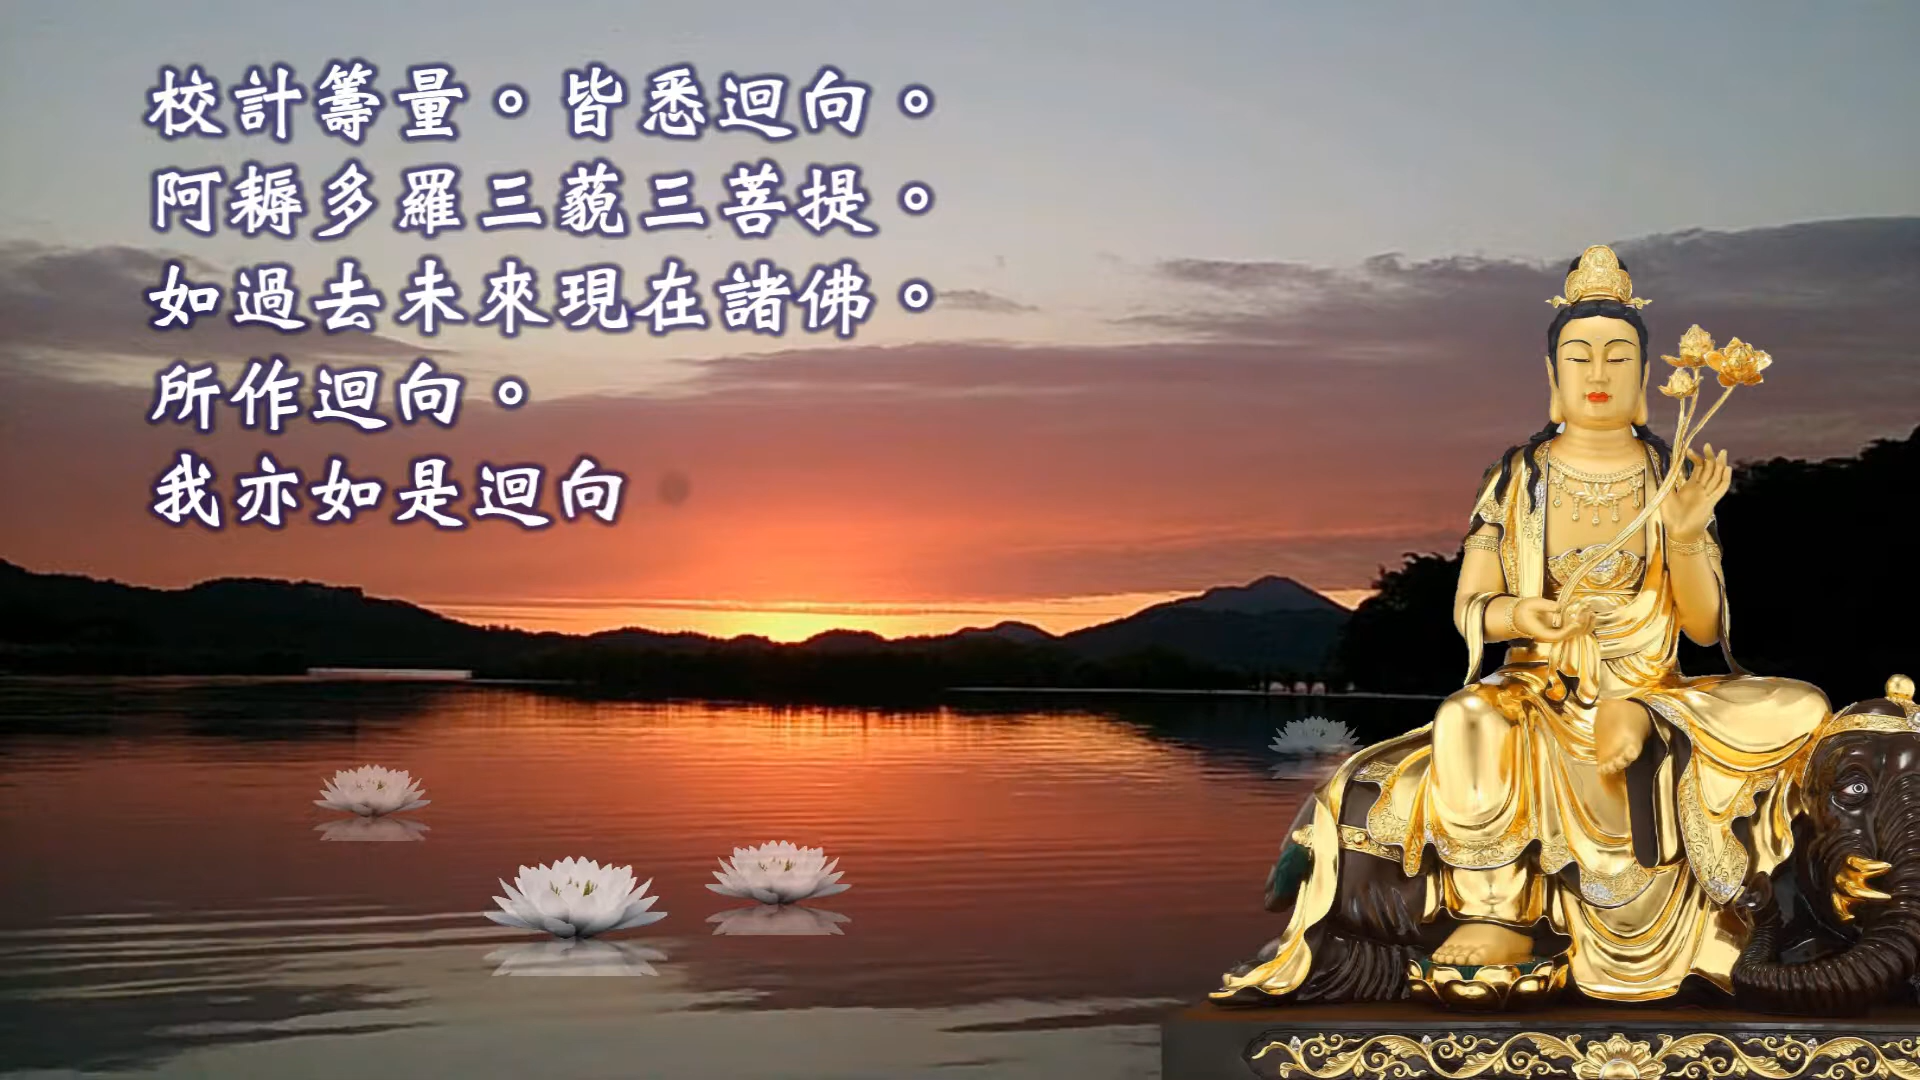 校計籌量。皆悉迴向。
阿耨多羅三藐三菩提。
如過去未來現在諸佛。
所作迴向。
我亦如是迴向